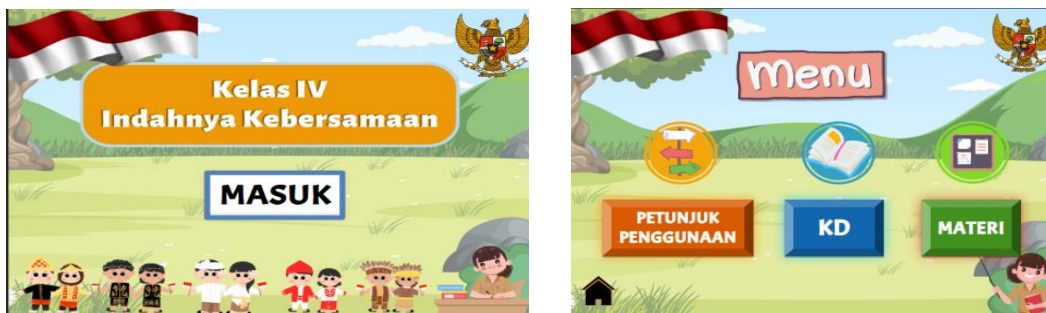 Kelas IV
Indahnya Kebersamaan
MASUK
Menu
PETUNJUK
PENGGUNAAN
KD
MATERI